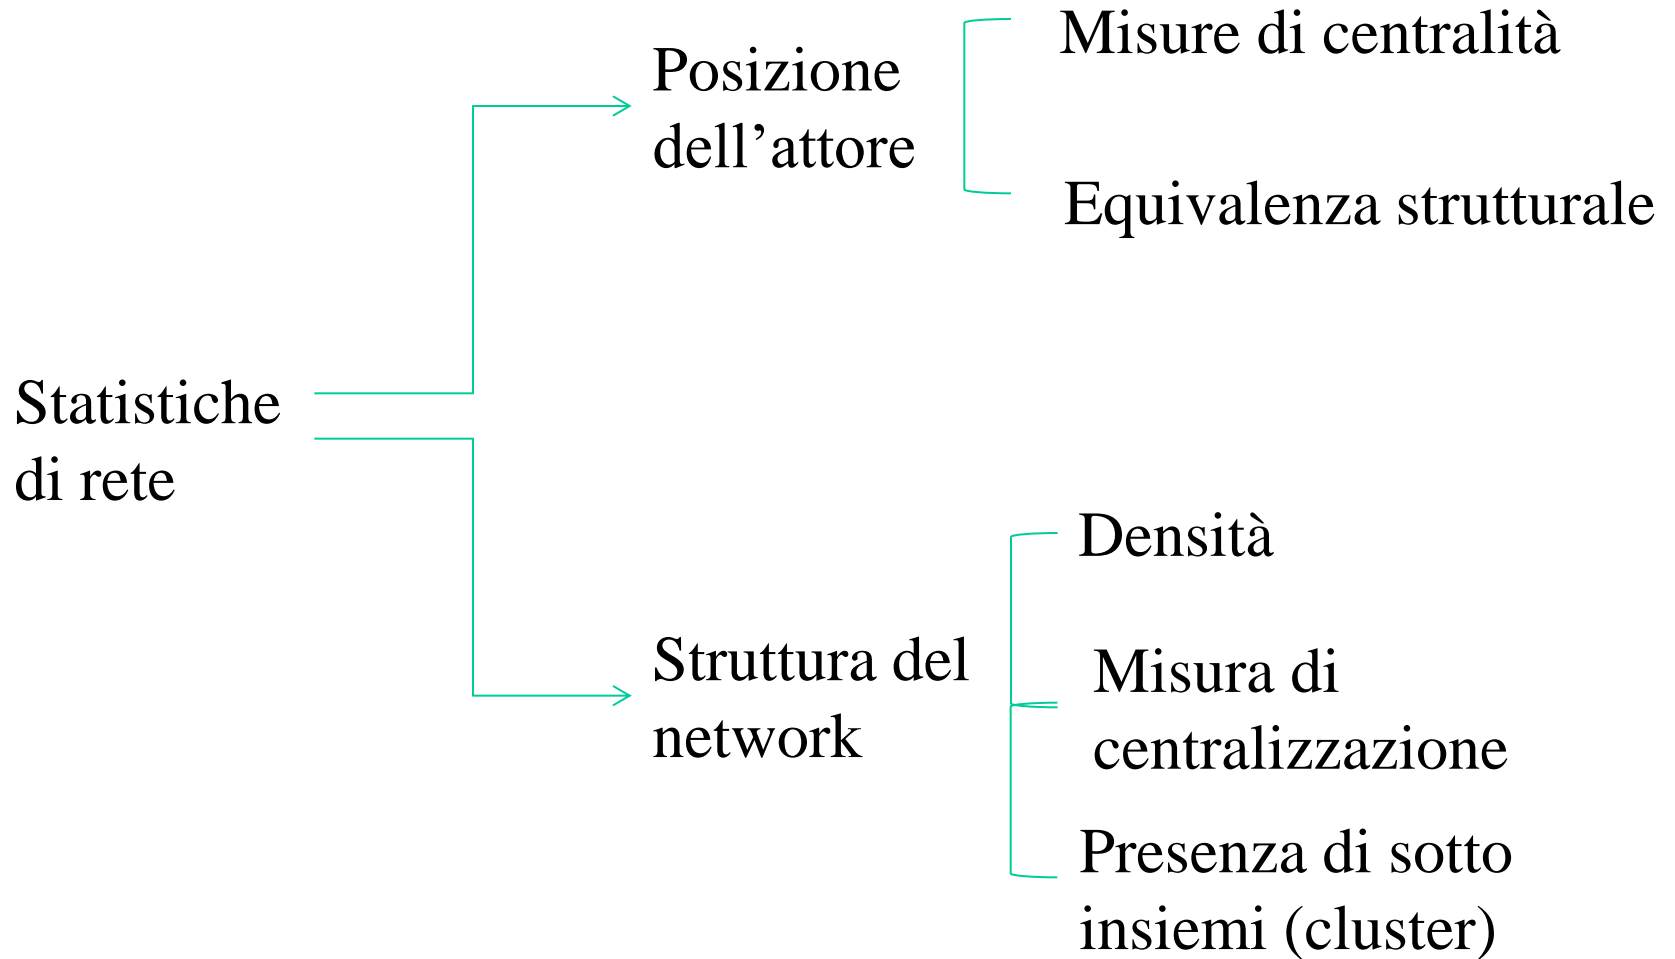 Statistiche
di rete
Posizione
dell’attore
Misure di centralità
Equivalenza strutturale
Struttura del
network
Densità
Misura di
centralizzazione
Presenza di sotto
insiemi (cluster)